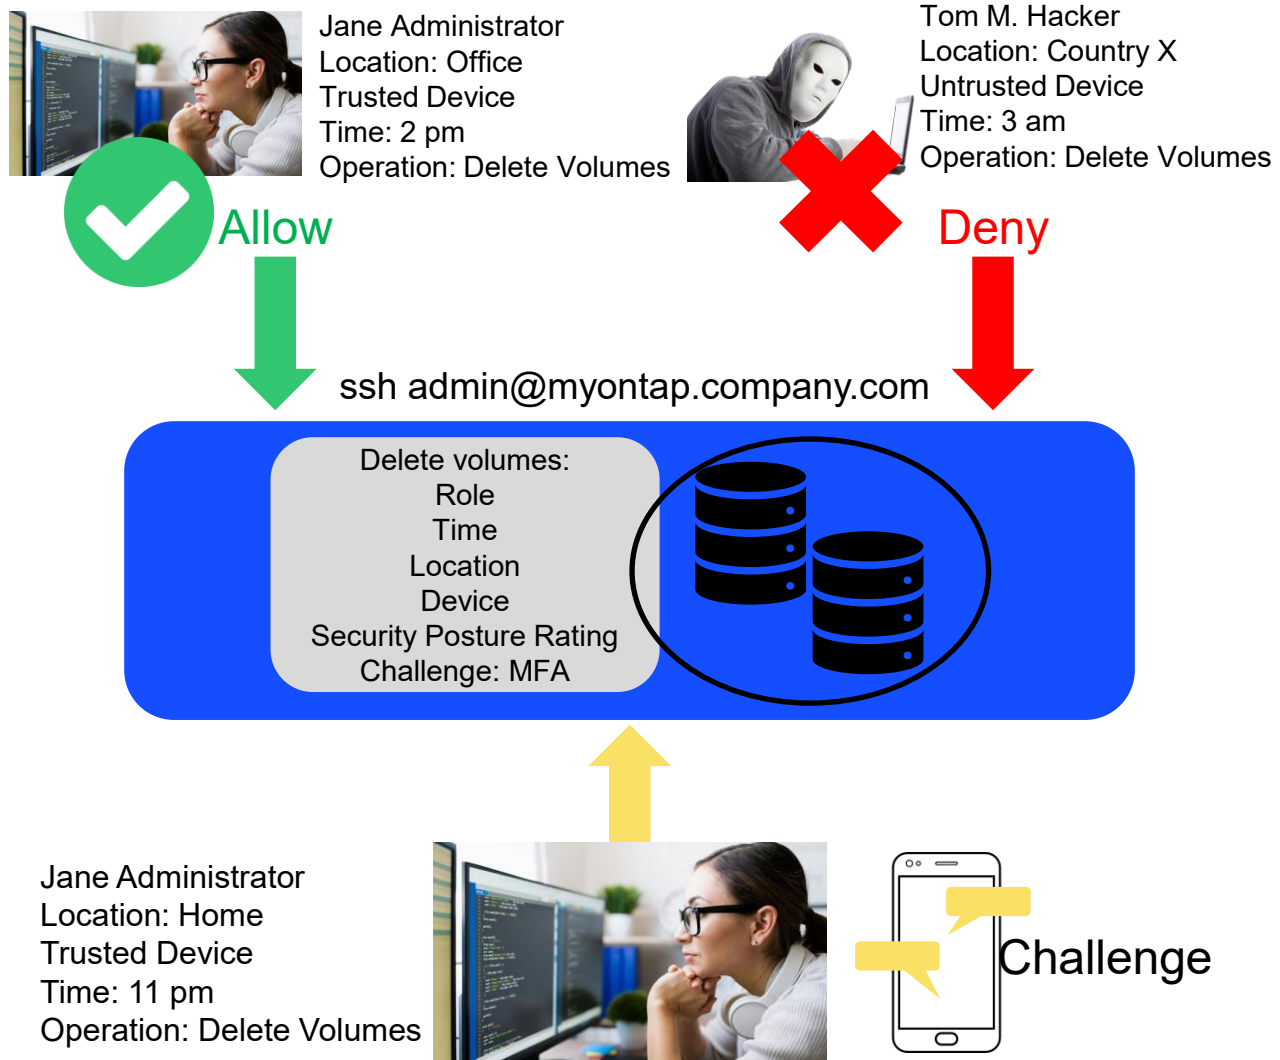 Jane Administrator
Location: Office
Trusted Device
Time: 2 pm
Operation: Delete Volumes
Tom M. Hacker
Location: Country X
Untrusted Device
Time: 3 am
Operation: Delete Volumes
Allow
Deny
ssh admin@myontap.company.com
Delete volumes:
Role
Time
Location
Device
Security Posture Rating
Challenge: MFA
Jane Administrator
Location: Home
Trusted Device
Time: 11 pm
Operation: Delete Volumes
Challenge